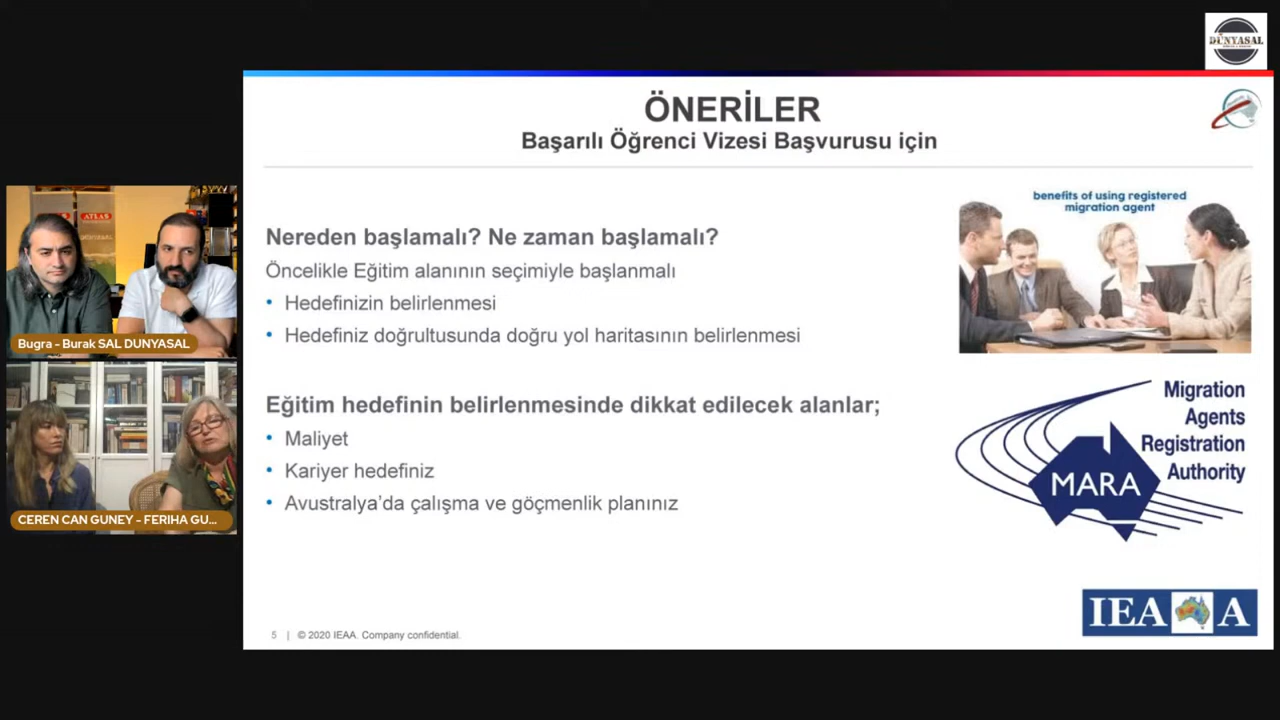 DÜNYASAL
ÖNERİLER
Başarılı Öğrenci Vizesi Başvurusu için
benefits of using registered
migration agent
Nereden başlamalı? Ne zaman başlamalı?
Öncelikle Eğitim alanının seçimiyle başlanmalı
• Hedefinizin belirlenmesi
• Hedefiniz doğrultusunda doğru yol haritasının belirlenmesi
ATLAS
Bugra - Burak SAL DUNYASAL
Eğitim hedefinin belirlenmesinde dikkat edilecek alanlar;
• Maliyet
• Kariyer hedefiniz
• Avustralya'da çalışma ve göçmenlik planınız
Migration
Agents
Registration
Authority
MARA
CEREN CAN GUNEY - FERIHA GU...
IEAA
5 | © 2020 IEAA. Company confidential.